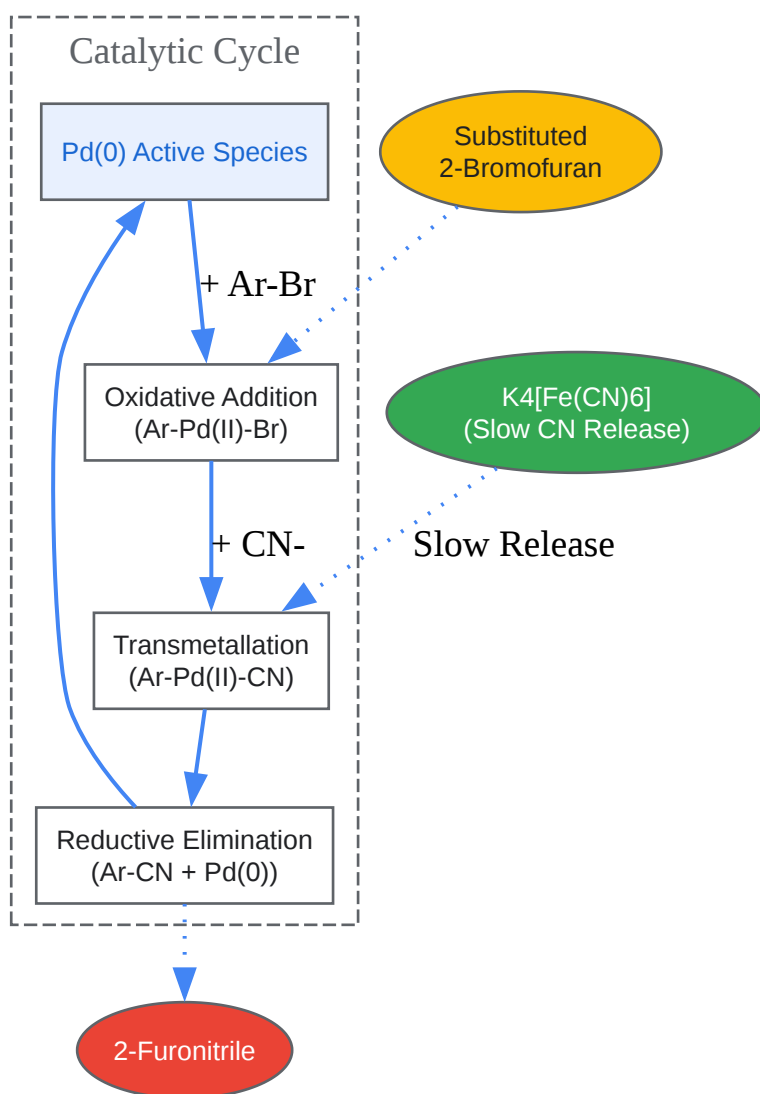 Catalytic Cycle
Pd(0) Active Species
Substituted
2-Bromofuran
+ Ar-Br
Oxidative Addition
(Ar-Pd(II)-Br)
K4[Fe(CN)6]
(Slow CN Release)
+ CN-
Slow Release
Transmetallation
(Ar-Pd(II)-CN)
Reductive Elimination
(Ar-CN + Pd(0))
2-Furonitrile